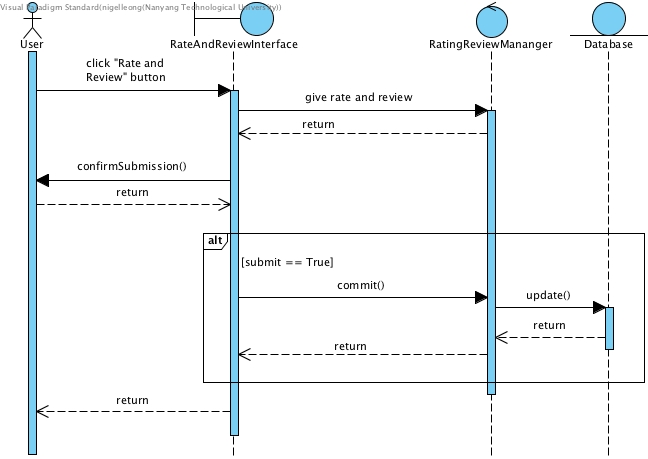 Visual Paradigm Standard(nigelleong(Nanyang Technological University))
User
RateAndReviewInterface
RatingReviewMananger
Database
click "Rate and
Review" button
give rate and review
return
confirmSubmission()
return
alt
[submit == True]
commit()
update()
return
return
return